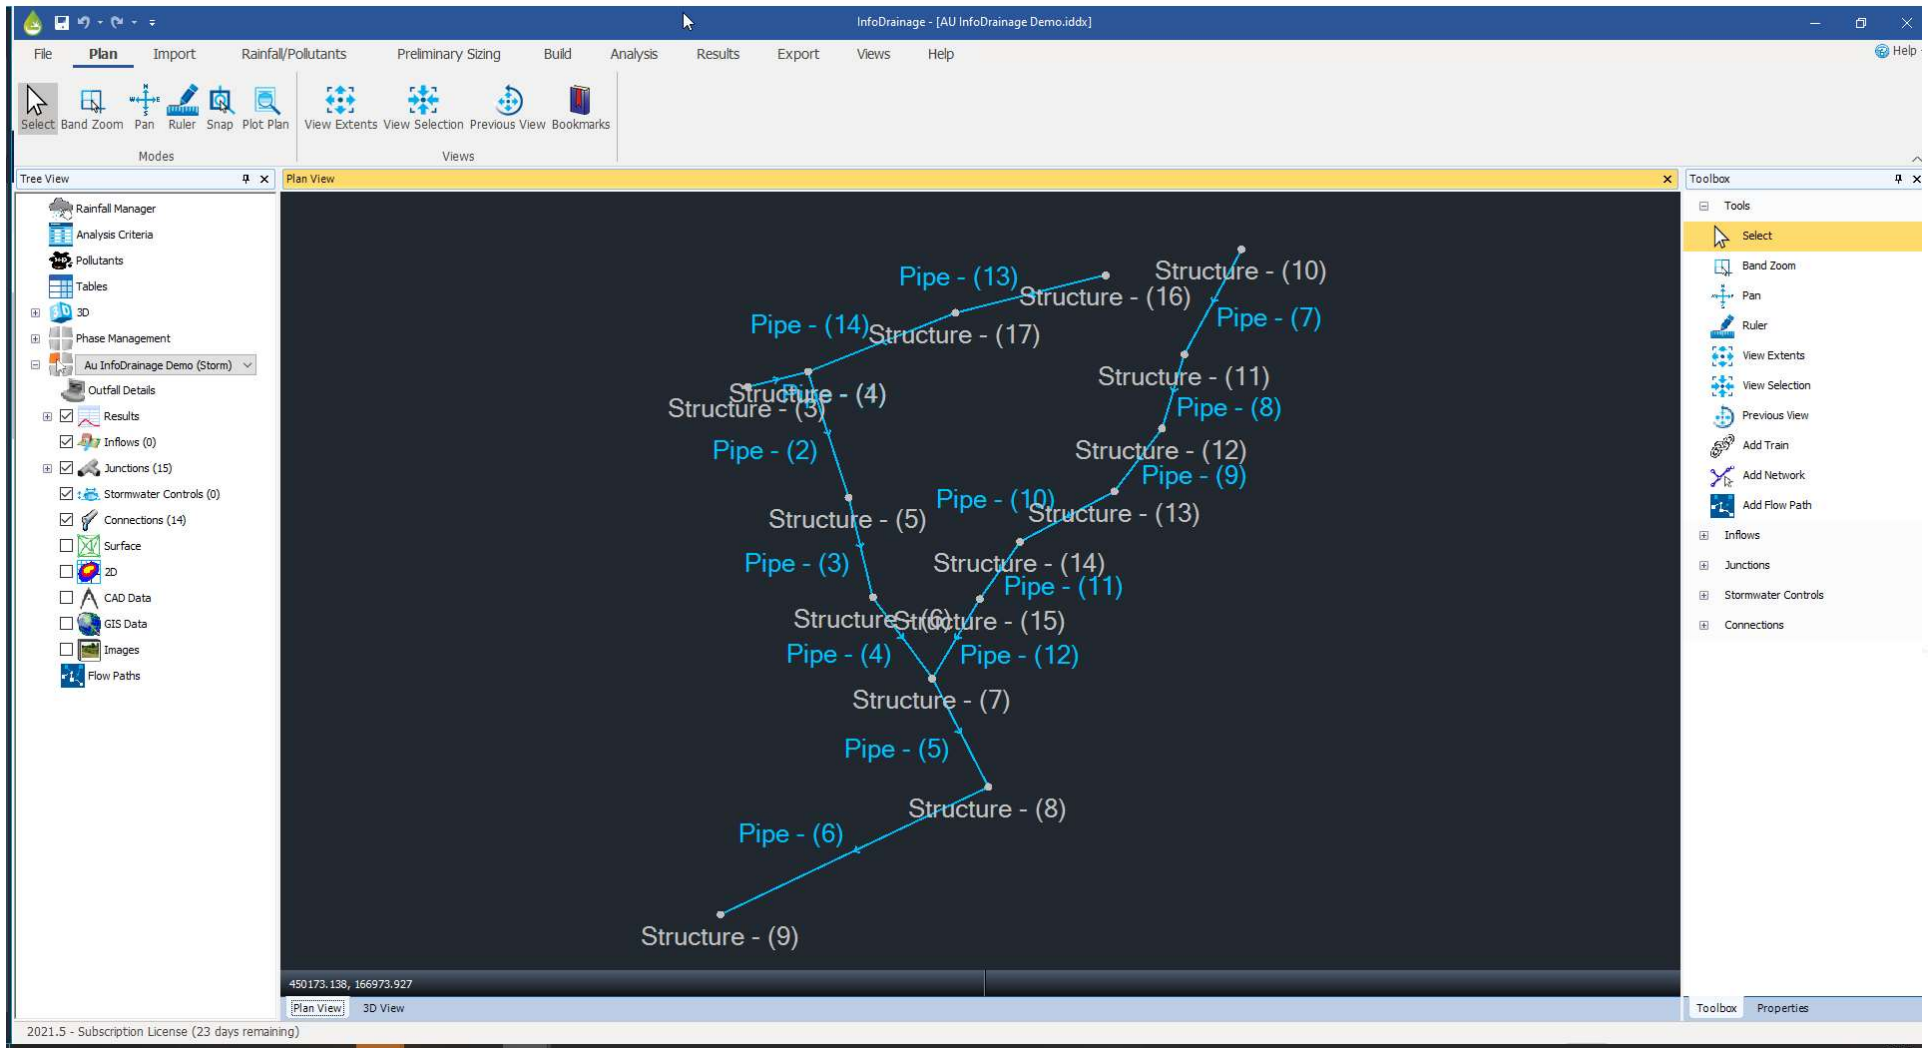 InfoDrainage - [AU InfoDrainage Demo.iddx]
File Plan Import Rainfall/Pollutants Preliminary Sizing Build Analysis Results Export Views Help
Help
Select Band Zoom Pan Ruler Snap Plot Plan View Extents View Selection Previous View Bookmarks
Modes Views
Tree View
Rainfall Manager
Analysis Criteria
Pollutants
Tables
3D
Phase Management
Au InfoDrainage Demo (Storm)
Outfall Details
Results
Inflows (0)
Junctions (15)
Stormwater Controls (0)
Connections (14)
Surface
2D
CAD Data
GIS Data
Images
Flow Paths
Plan View
Structure - (10)
Pipe - (13)
Structure - (16)
Pipe - (7)
Pipe - (14)
Structure - (17)
Structure - (11)
Structure - (4)
Structure - (3)
Pipe - (8)
Pipe - (2)
Structure - (12)
Pipe - (9)
Pipe - (10)
Structure - (13)
Structure - (5)
Pipe - (3)
Structure - (14)
Pipe - (11)
Structure - (6)
Structure - (15)
Pipe - (4)
Pipe - (12)
Structure - (7)
Pipe - (5)
Structure - (8)
Pipe - (6)
Structure - (9)
450173.138, 166973.927
Plan View 3D View
Toolbox
Tools
Select
Band Zoom
Pan
Ruler
View Extents
View Selection
Previous View
Add Train
Add Network
Add Flow Path
Inflows
Junctions
Stormwater Controls
Connections
Toolbox Properties
2021.5 - Subscription License (23 days remaining)